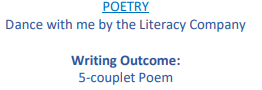 POETRY
Dance with me by the Literacy Company
Writing Outcome:
5-couplet Poem